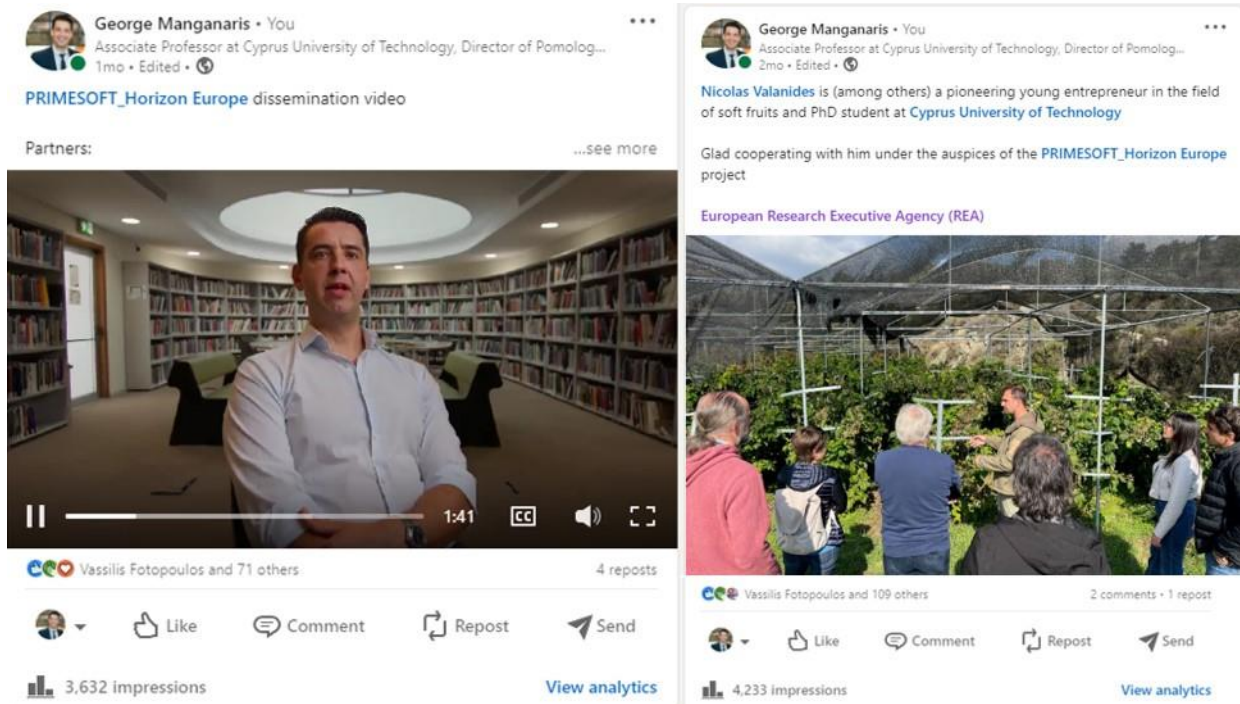 George Manganaris • You
Associate Professor at Cyprus University of Technology, Director of Pomolog...
1mo • Edited •
PRIMESOFT_Horizon Europe dissemination video
Partners:
...see more
1:41
CC
Vassilis Fotopoulos and 71 others
4 reposts
Like
Comment
Repost
Send
3,632 impressions
View analytics
George Manganaris • You
Associate Professor at Cyprus University of Technology, Director of Pomolog...
2mo • Edited •
Nicolas Valanides is (among others) a pioneering young entrepreneur in the field
of soft fruits and PhD student at Cyprus University of Technology
Glad cooperating with him under the auspices of the PRIMESOFT_Horizon Europe
project
European Research Executive Agency (REA)
Vassilis Fotopoulos and 109 others
2 comments • 1 repost
Like
Comment
Repost
Send
4,233 impressions
View analytics